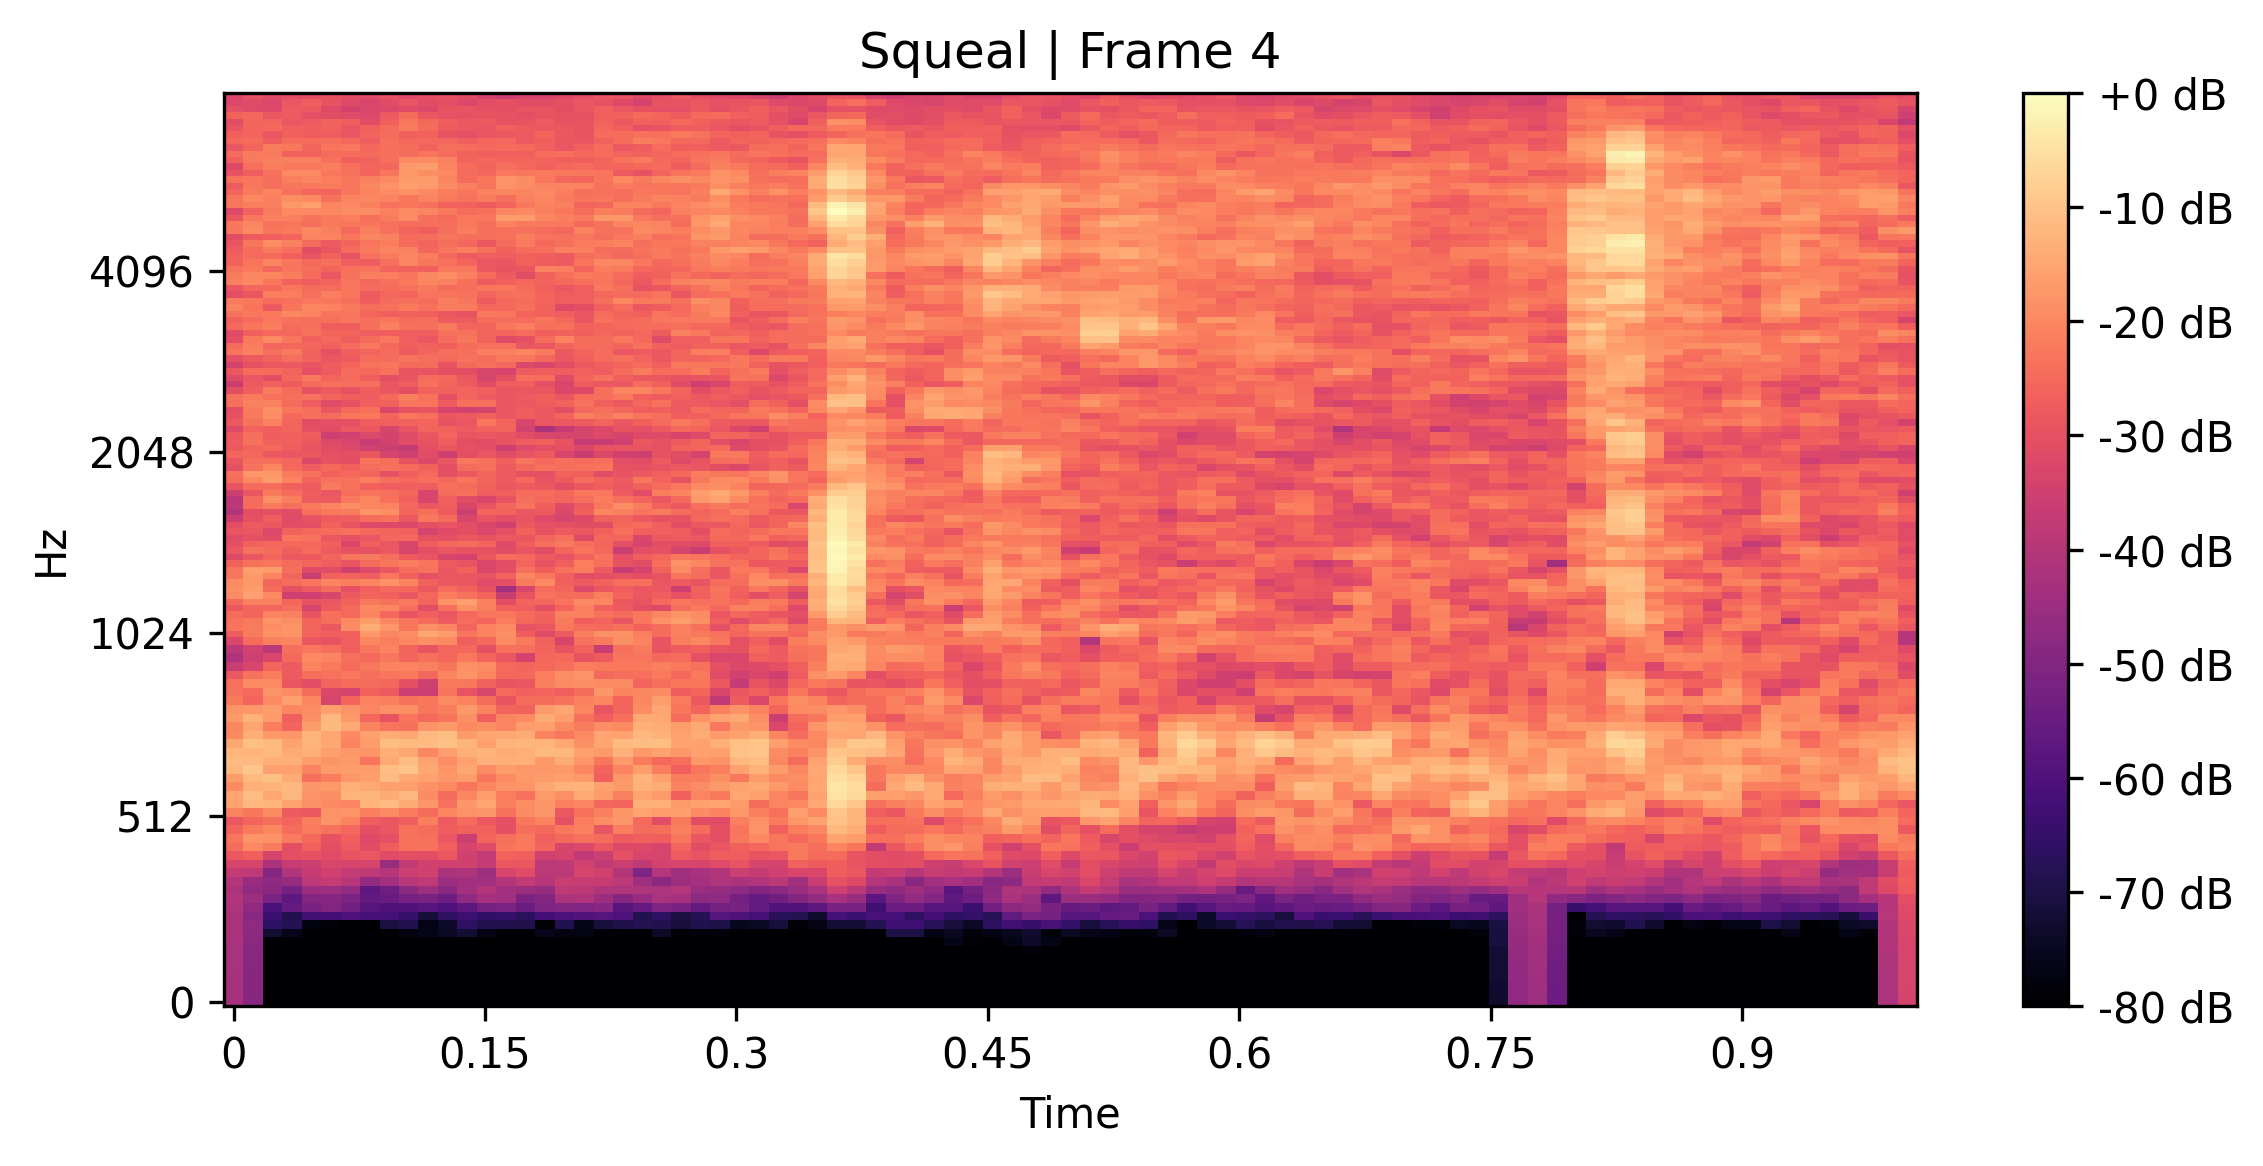 Squeal | Frame 4
+0 dB
-10 dB
-20 dB
-30 dB
-40 dB
-50 dB
-60 dB
-70 dB
-80 dB
Hz
4096
2048
1024
512
0
0 0.15 0.3 0.45 0.6 0.75 0.9
Time